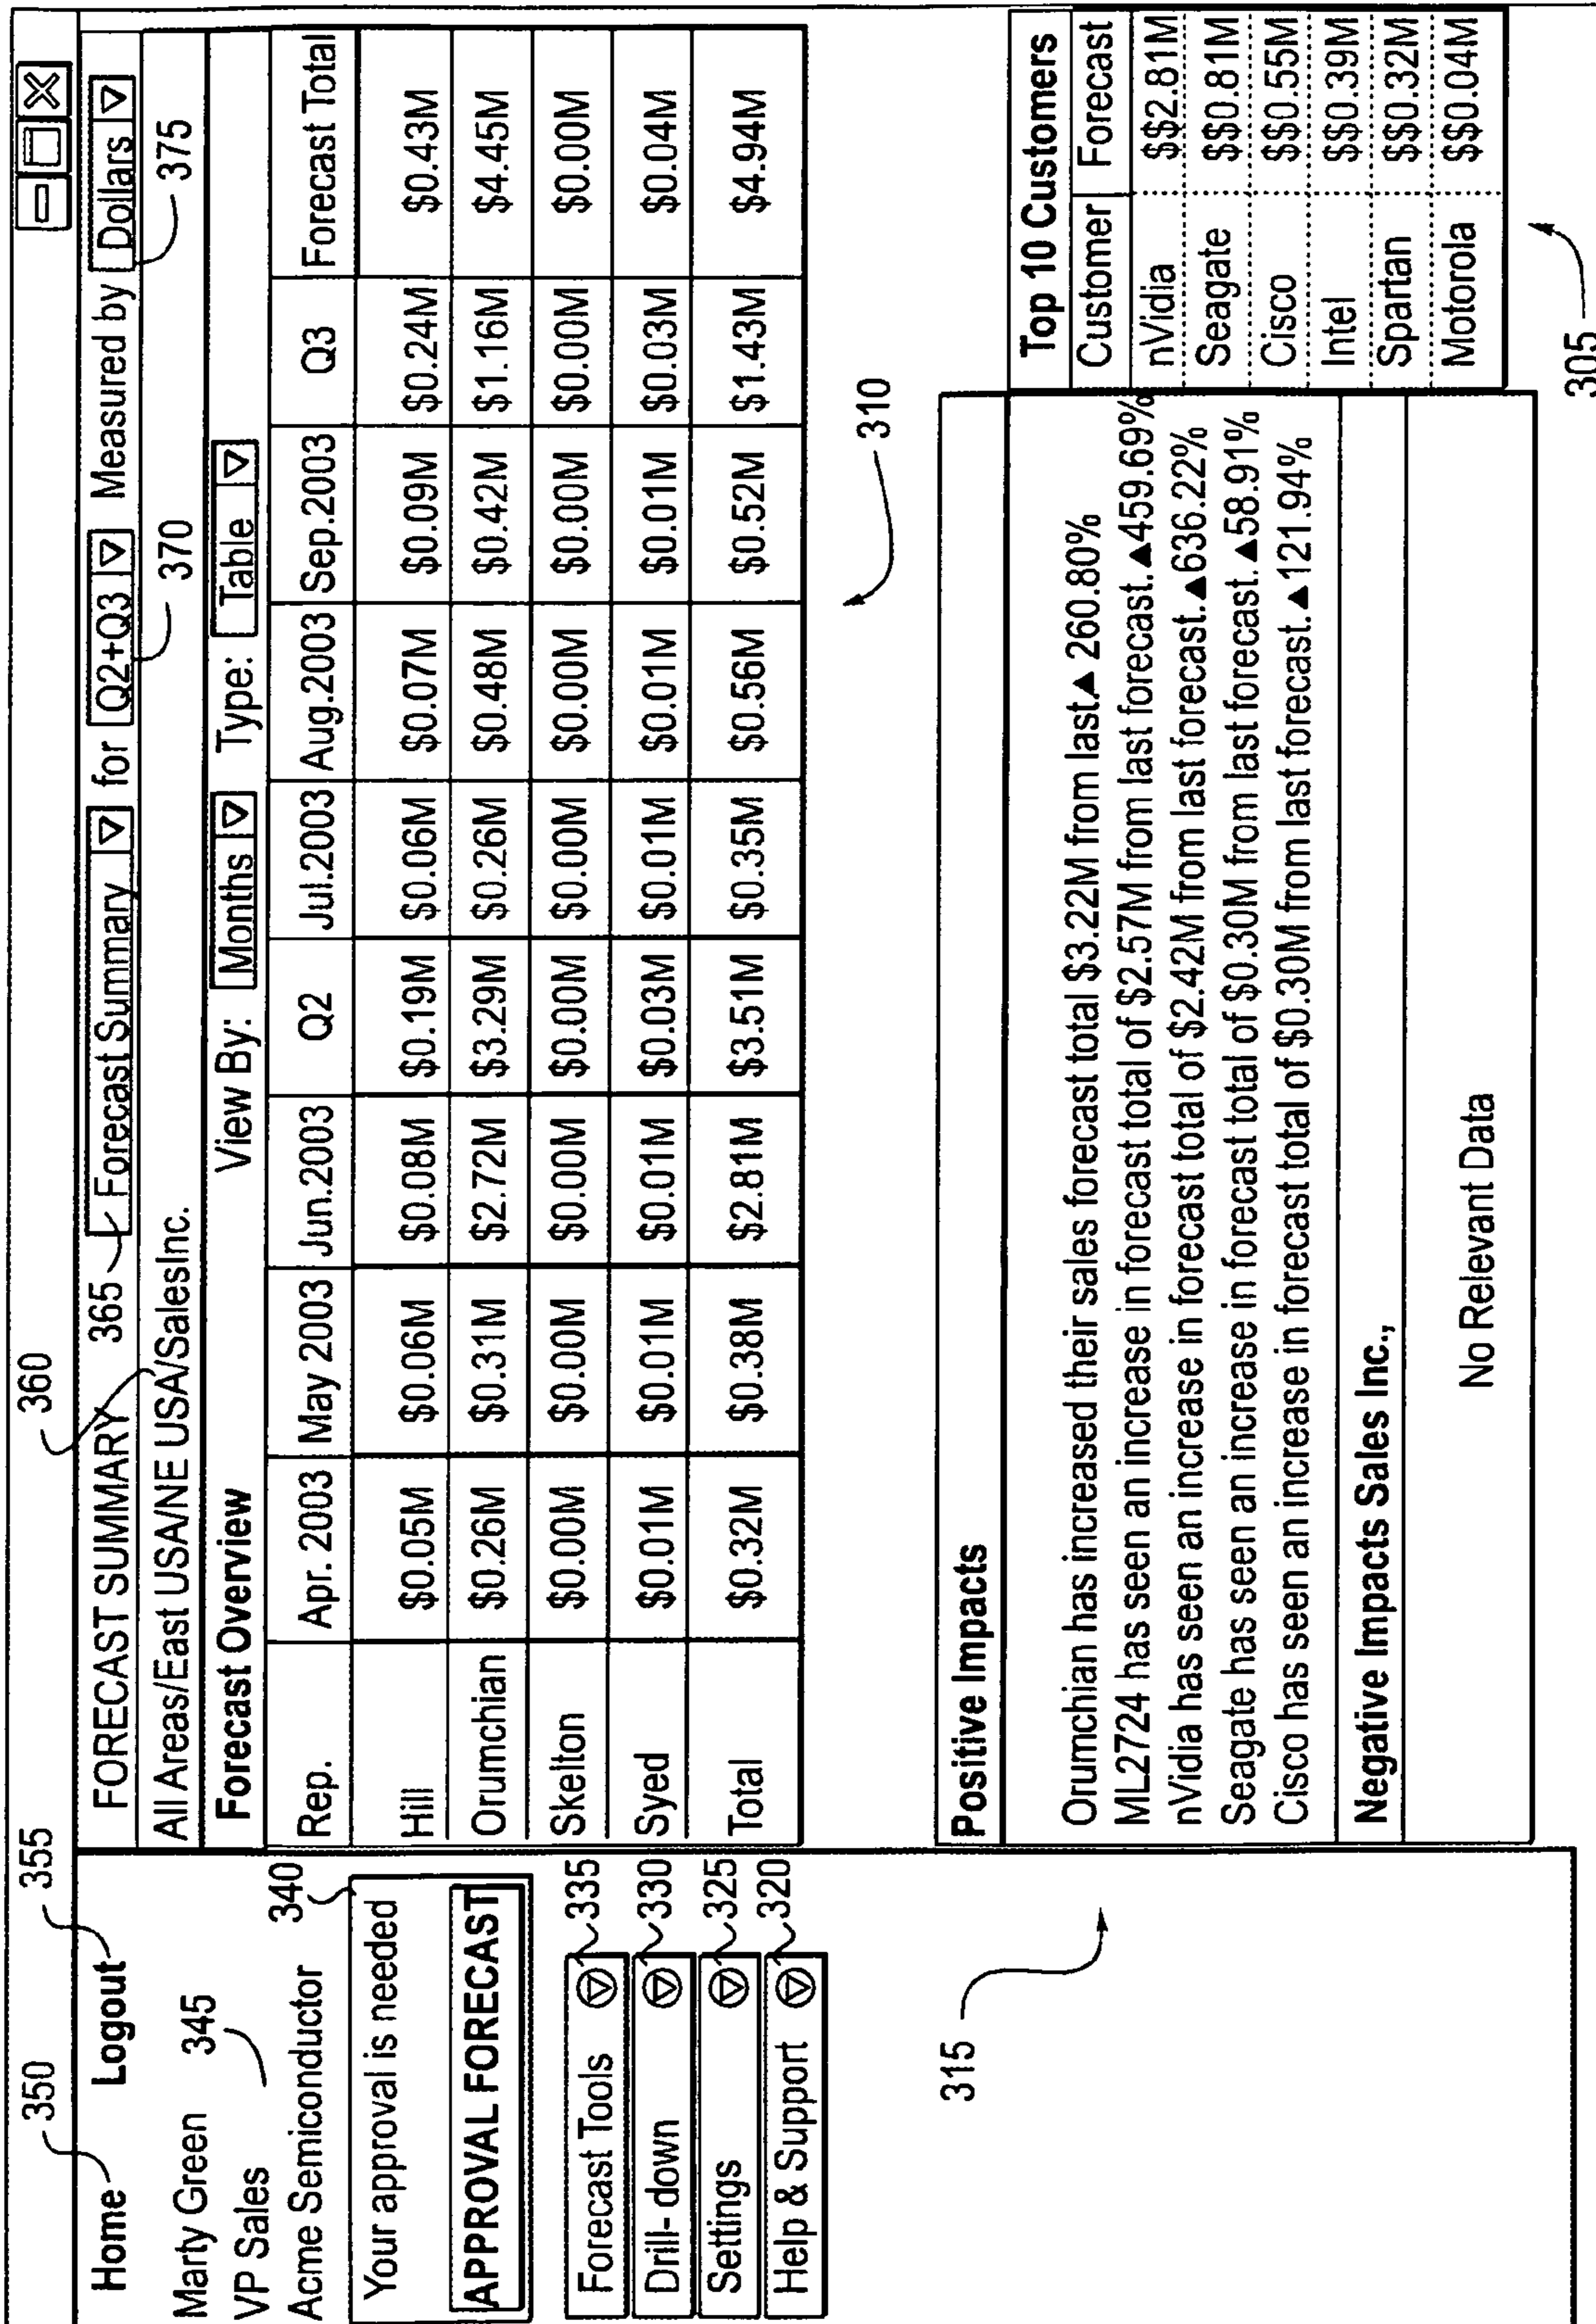 350
355
360
Home
Logout
Marty Green
345
VP Sales
Acme Semiconductor
340
Your approval is needed
APPROVAL FORECAST
Forecast Tools
335
Drill- down
330
Settings
325
Help & Support
320
315
FORECAST SUMMARY 365 Forecast Summary for Q2+Q3 Measured by Dollars
All Areas/East USA/NE USA/SalesInc. 370 375
Forecast Overview View By: Months Type: Table
Rep. Apr. 2003 May 2003 Jun.2003 Q2 Jul.2003 Aug.2003 Sep.2003 Q3 Forecast Total
Hill $0.05M $0.06M $0.08M $0.19M $0.06M $0.07M $0.09M $0.24M $0.43M
Orumchian $0.26M $0.31M $2.72M $3.29M $0.26M $0.48M $0.42M $1.16M $4.45M
Skelton $0.00M $0.00M $0.00M $0.00M $0.00M $0.00M $0.00M $0.00M $0.00M
Syed $0.01M $0.01M $0.01M $0.03M $0.01M $0.01M $0.01M $0.03M $0.04M
Total $0.32M $0.38M $2.81M $3.51M $0.35M $0.56M $0.52M $1.43M $4.94M
310
Positive Impacts
Orumchian has increased their sales forecast total $3.22M from last.▲ 260.80%
ML2724 has seen an increase in forecast total of $2.57M from last forecast.▲459.69%
nVidia has seen an increase in forecast total of $2.42M from last forecast.▲636.22%
Seagate has seen an increase in forecast total of $0.30M from last forecast.▲58.91%
Cisco has seen an increase in forecast total of $0.30M from last forecast.▲121.94%
Negative Impacts Sales Inc.,
No Relevant Data
Top 10 Customers
Customer Forecast
nVidia $$2.81M
Seagate $$0.81M
Cisco $$0.55M
Intel $$0.39M
Spartan $$0.32M
Motorola $$0.04M
305